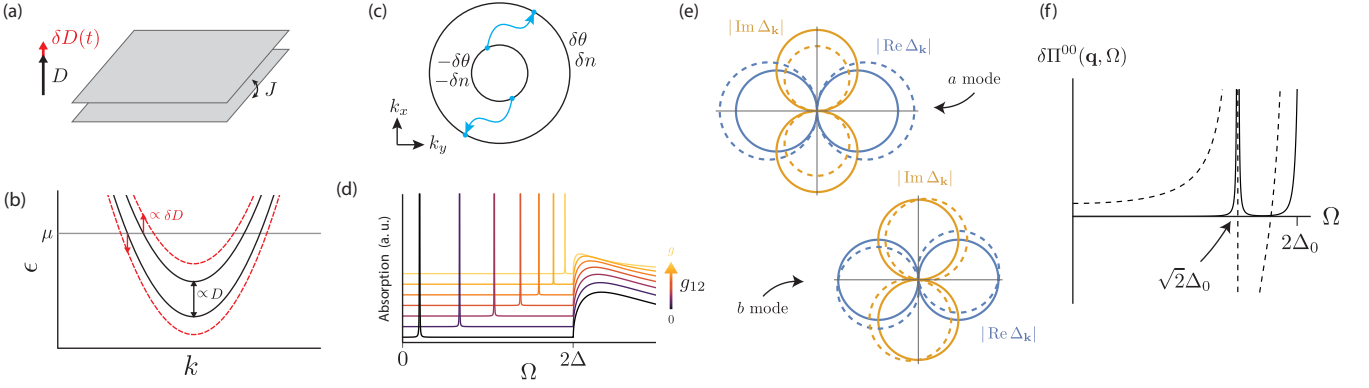 (a)
δD(t)
D
J
(b)
μ
∝ δD
ϵ
∝ D
k
(c)
−δθ
−δn
δθ
δn
k_x
k_y
(d)
Absorption (a. u.)
0
2Δ
Ω
g
g_12
0
(e)
|Im Δ_k|
|Re Δ_k|
a mode
|Im Δ_k|
b mode
|Re Δ_k|
(f)
δΠ^00(q, Ω)
Ω
2Δ_0
√2Δ_0